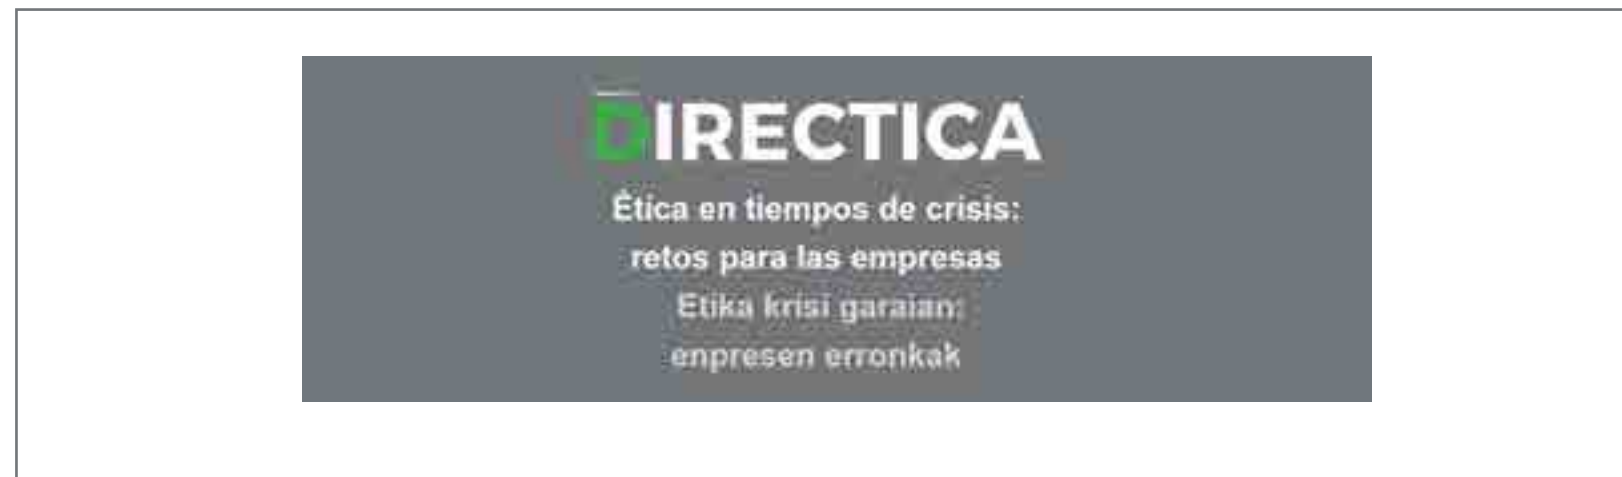 DIRECTICA
Ética en tiempos de crisis:
retos para las empresas
Etika krisi garaian:
enpresen erronkak